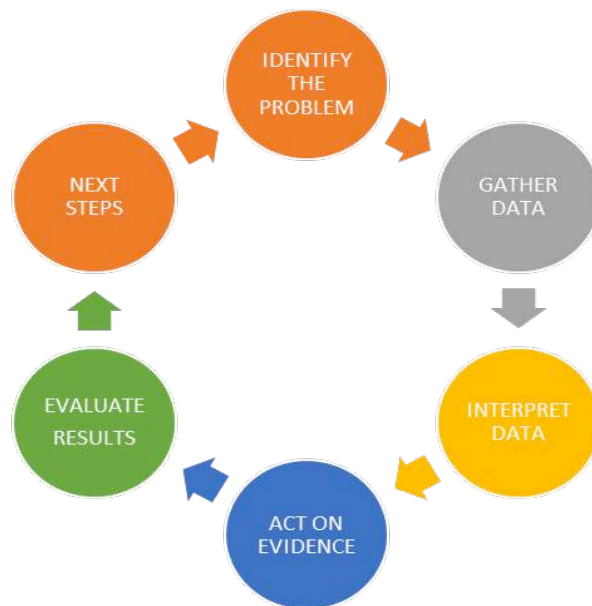 IDENTIFY
THE
PROBLEM
GATHER
DATA
INTERPRET
DATA
ACT ON
EVIDENCE
EVALUATE
RESULTS
NEXT
STEPS